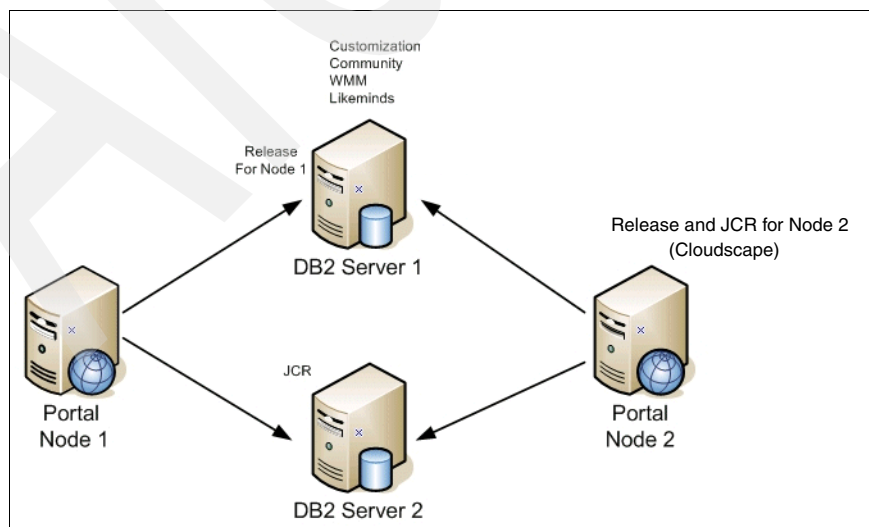 Customization
Community
WMM
Likeminds
Release
For Node 1
DB2 Server 1
Release and JCR for Node 2
(Cloudscape)
Portal
Node 1
JCR
DB2 Server 2
Portal
Node 2